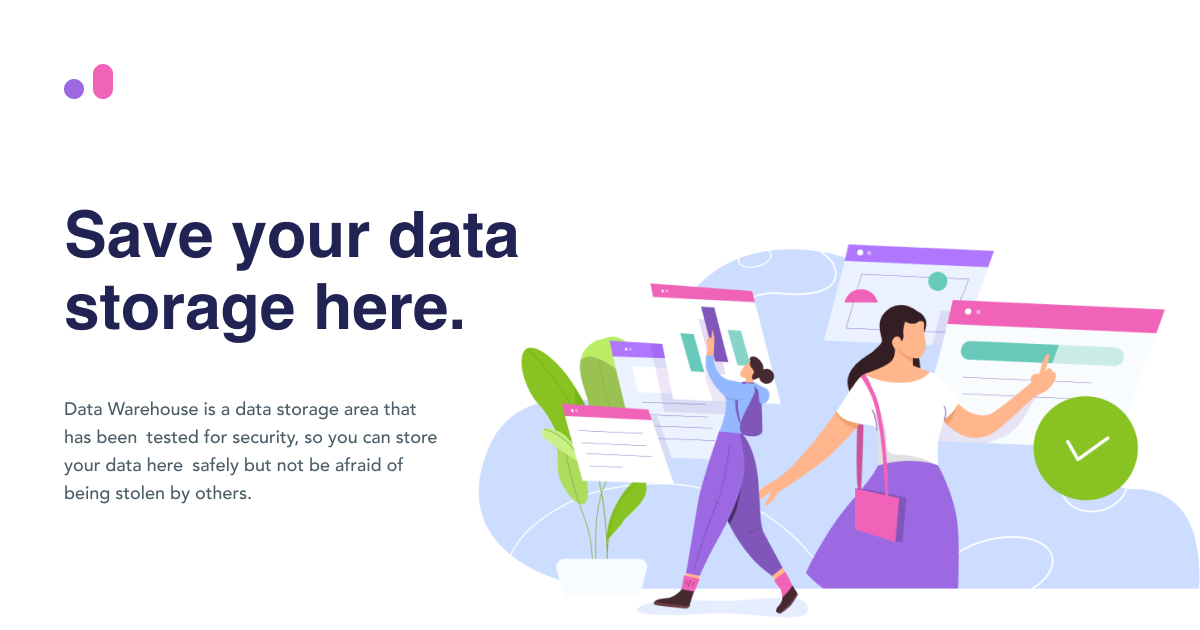 Save your data
storage here.
Data Warehouse is a data storage area that
has been  tested for security, so you can store
your data here  safely but not be afraid of
being stolen by others.